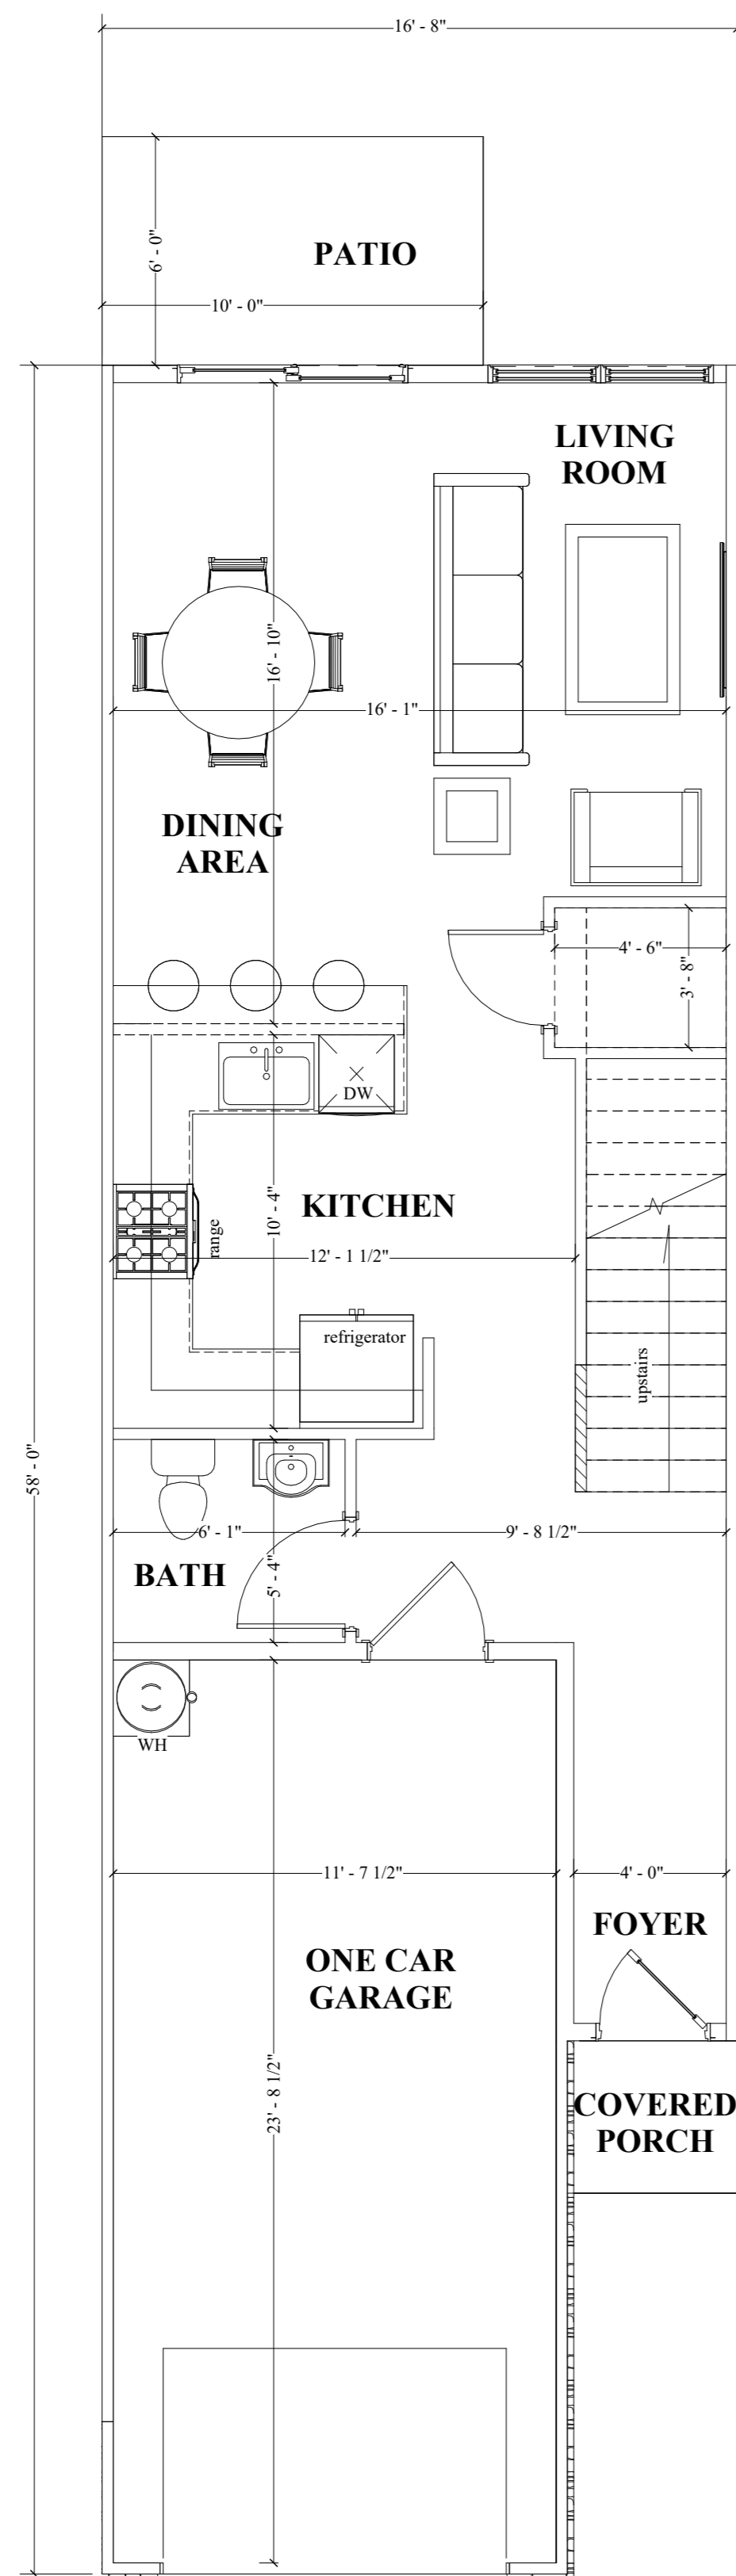 16' - 8"
6' - 0"
PATIO
10' - 0"
LIVING
ROOM
16' - 10"
16' - 1"
DINING
AREA
4' - 6"
3' - 8"
DW
KITCHEN
10' - 4"
range
12' - 1 1/2"
refrigerator
upstairs
58' - 0"
6' - 1"
9' - 8 1/2"
BATH
5' - 4"
WH
11' - 7 1/2"
4' - 0"
FOYER
ONE CAR
GARAGE
23' - 8 1/2"
COVERED
PORCH